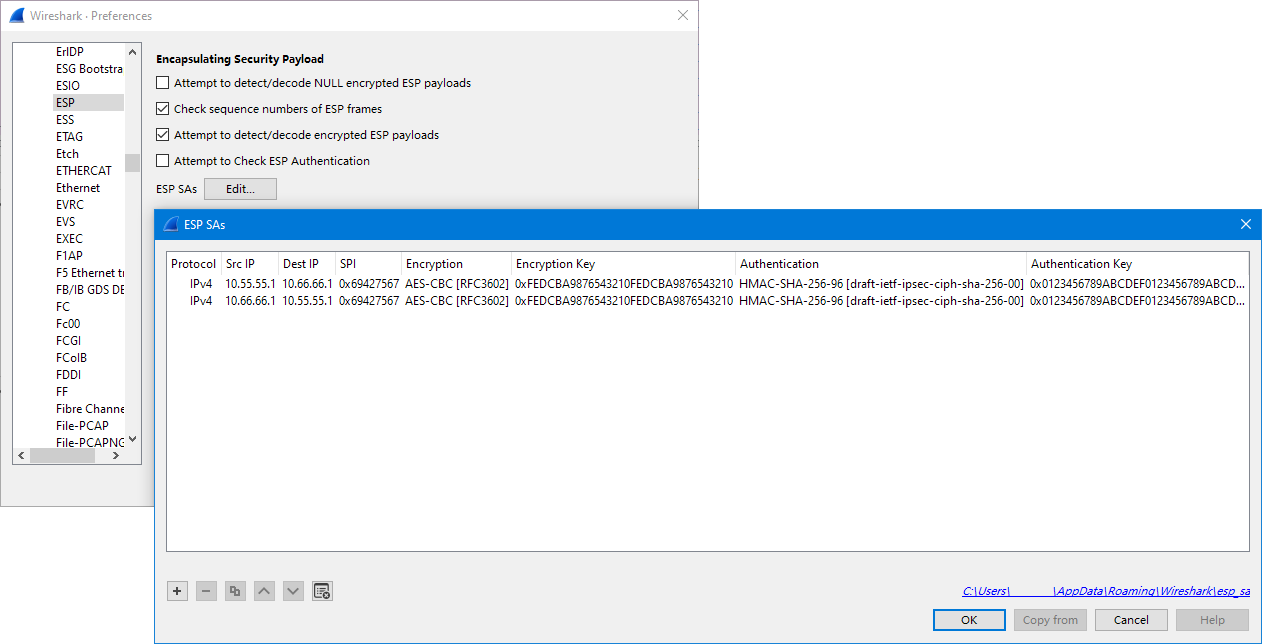 Wireshark · Preferences
ErlDP
ESG Bootstra
ESIO
ESP
ESS
ETAG
Etch
ETHERCAT
Ethernet
EVRC
EVS
EXEC
F1AP
F5 Ethernet tr
FB/IB GDS DE
FC
Fc00
FCGI
FCoIB
FDDI
FF
Fibre Channe
File-PCAP
File-PCAPNG
Encapsulating Security Payload
Attempt to detect/decode NULL encrypted ESP payloads
Check sequence numbers of ESP frames
Attempt to detect/decode encrypted ESP payloads
Attempt to Check ESP Authentication
ESP SAs Edit...
ESP SAs
Protocol Src IP Dest IP SPI Encryption Encryption Key Authentication Authentication Key
IPv4 10.55.55.1 10.66.66.1 0x69427567 AES-CBC [RFC3602] 0xFEDCBA9876543210FEDCBA9876543210 HMAC-SHA-256-96 [draft-ietf-ipsec-ciph-sha-256-00] 0x0123456789ABCDEF0123456789ABCD...
IPv4 10.66.66.1 10.55.55.1 0x69427567 AES-CBC [RFC3602] 0xFEDCBA9876543210FEDCBA9876543210 HMAC-SHA-256-96 [draft-ietf-ipsec-ciph-sha-256-00] 0x0123456789ABCDEF0123456789ABCD...
C:\Users\ \AppData\Roaming\Wireshark\esp_sa
OK Copy from Cancel Help